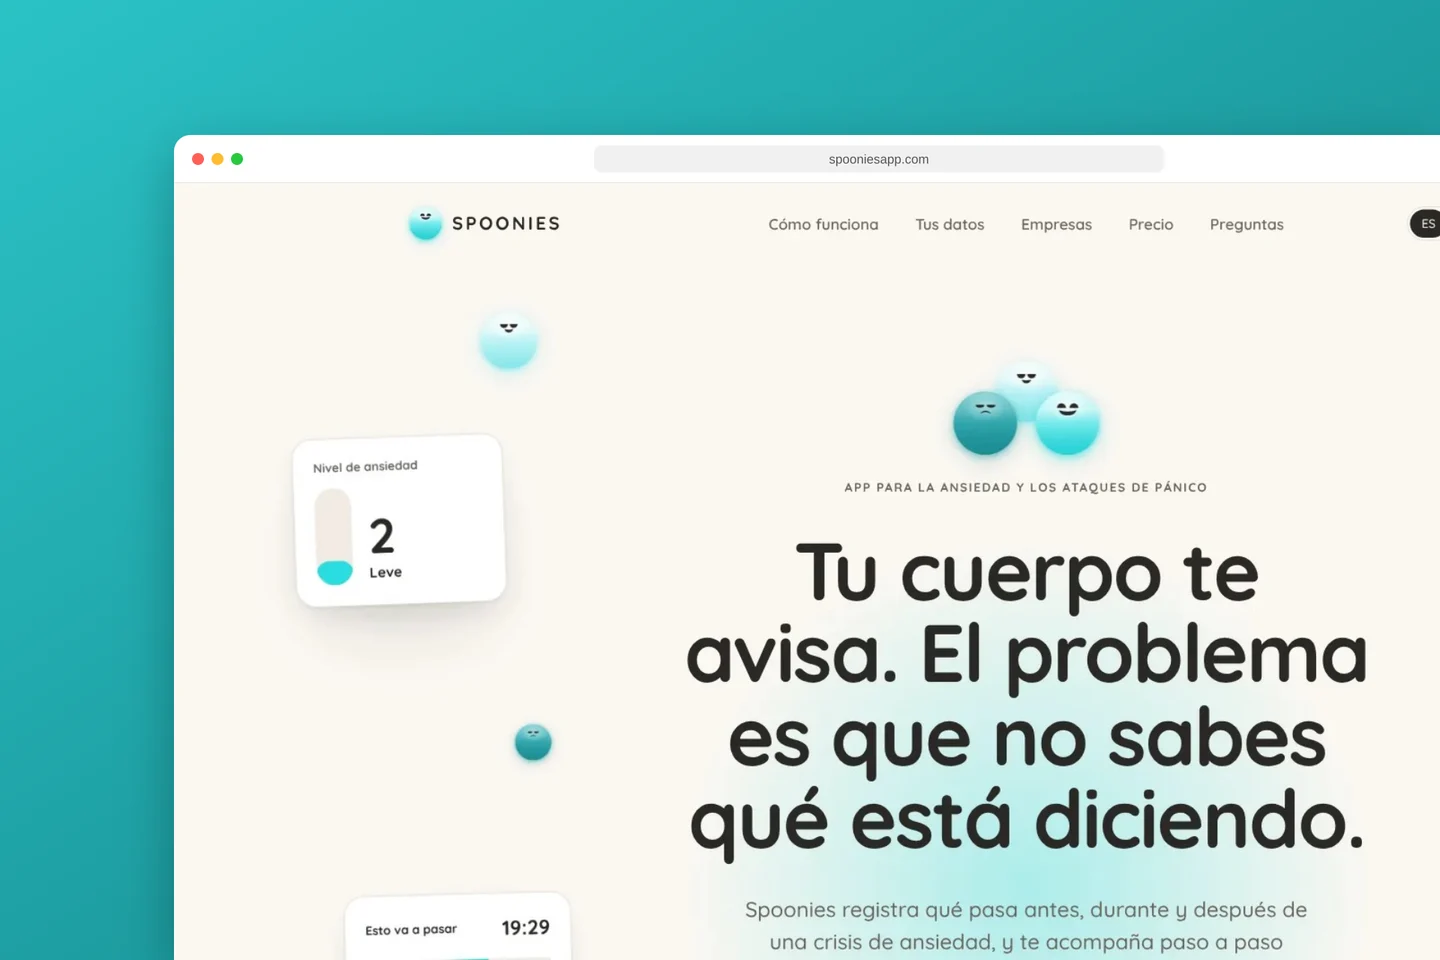 spooniesapp.com
SPOONIES
Cómo funciona
Tus datos
Empresas
Precio
Preguntas
ES
Nivel de ansiedad
2
Leve
APP PARA LA ANSIEDAD Y LOS ATAQUES DE PÁNICO
Tu cuerpo te
avisa. El problema
es que no sabes
qué está diciendo.
Spoonies registra qué pasa antes, durante y después de
una crisis de ansiedad, y te acompaña paso a paso
Esto va a pasar
19:29